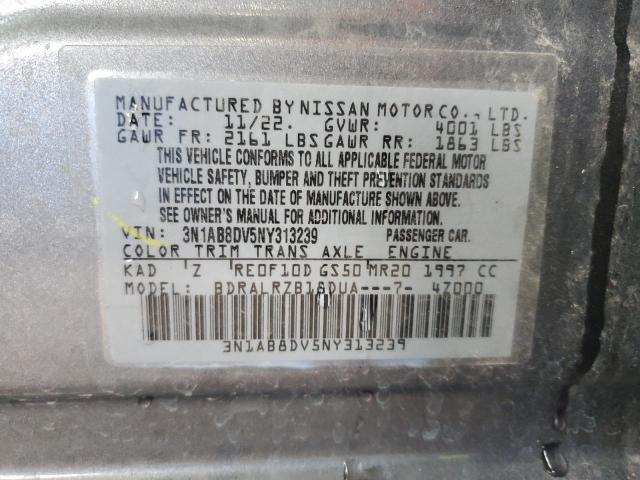 MANUFACTURED BY NISSAN MOTOR CO., LTD.
DATE: 11/22. GVWR: 4001 LBS
GAWR FR: 2161 LBS GAWR RR: 1863 LBS
THIS VEHICLE CONFORMS TO ALL APPLICABLE FEDERAL MOTOR
VEHICLE SAFETY, BUMPER AND THEFT PREVENTION STANDARDS
IN EFFECT ON THE DATE OF MANUFACTURE SHOWN ABOVE.
SEE OWNER'S MANUAL FOR ADDITIONAL INFORMATION.
VIN: 3N1AB8DV5NY313239 PASSENGER CAR.
COLOR TRIM TRANS AXLE ENGINE
KAD Z RE0F10D GS50 MR20 1997 CC
MODEL: BDRALRZB18DUA---7- 4Z000
3N1AB8DV5NY313239